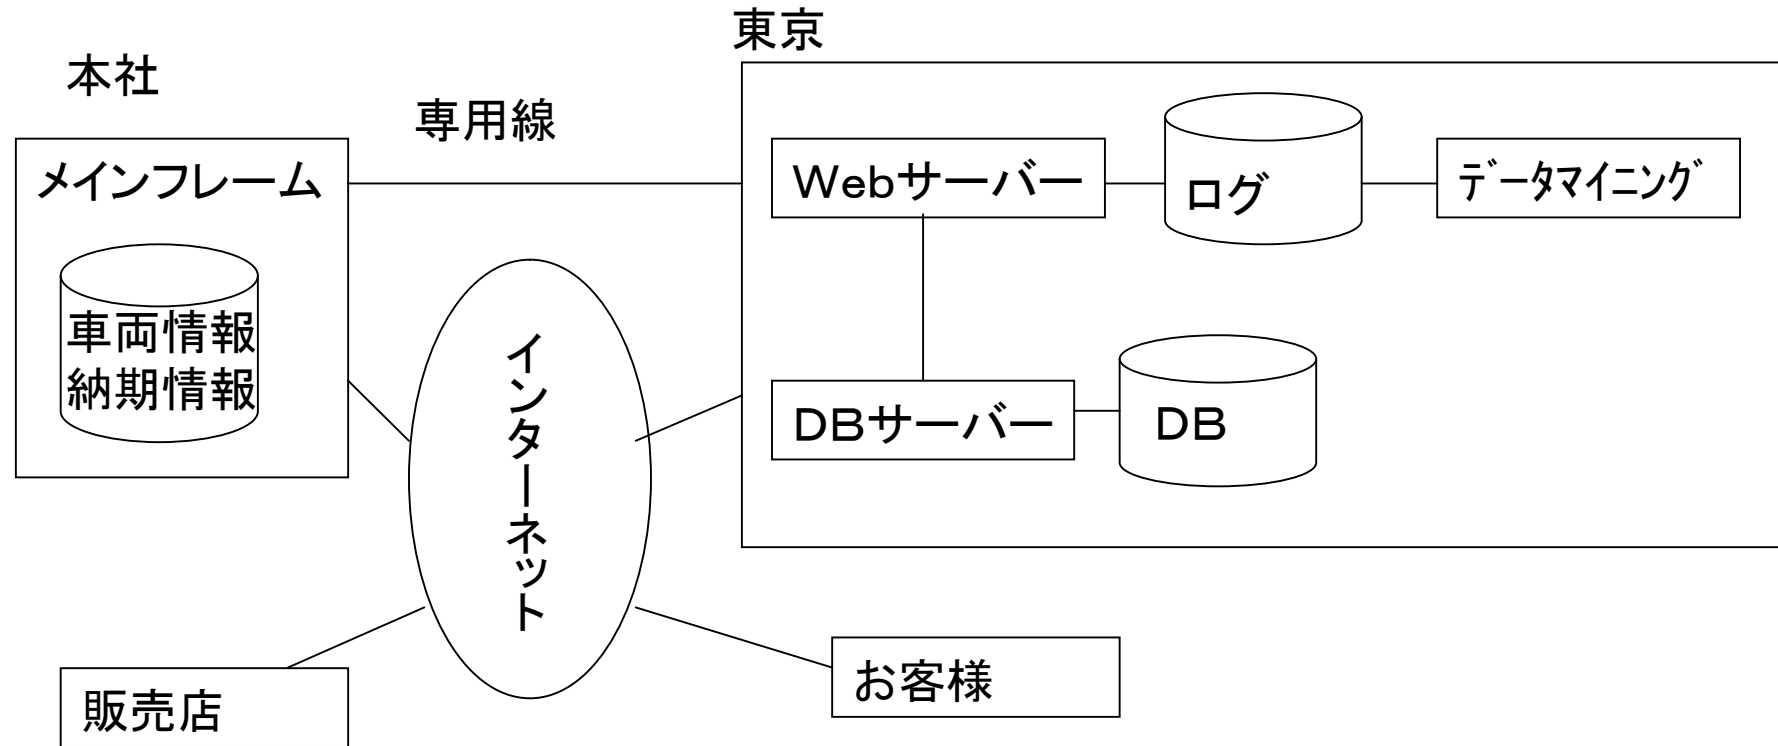 東京
本社
専用線
メインフレーム
Webサーバー
ログ
データマイニング
車両情報
納期情報
インターネット
DBサーバー
DB
お客様
販売店